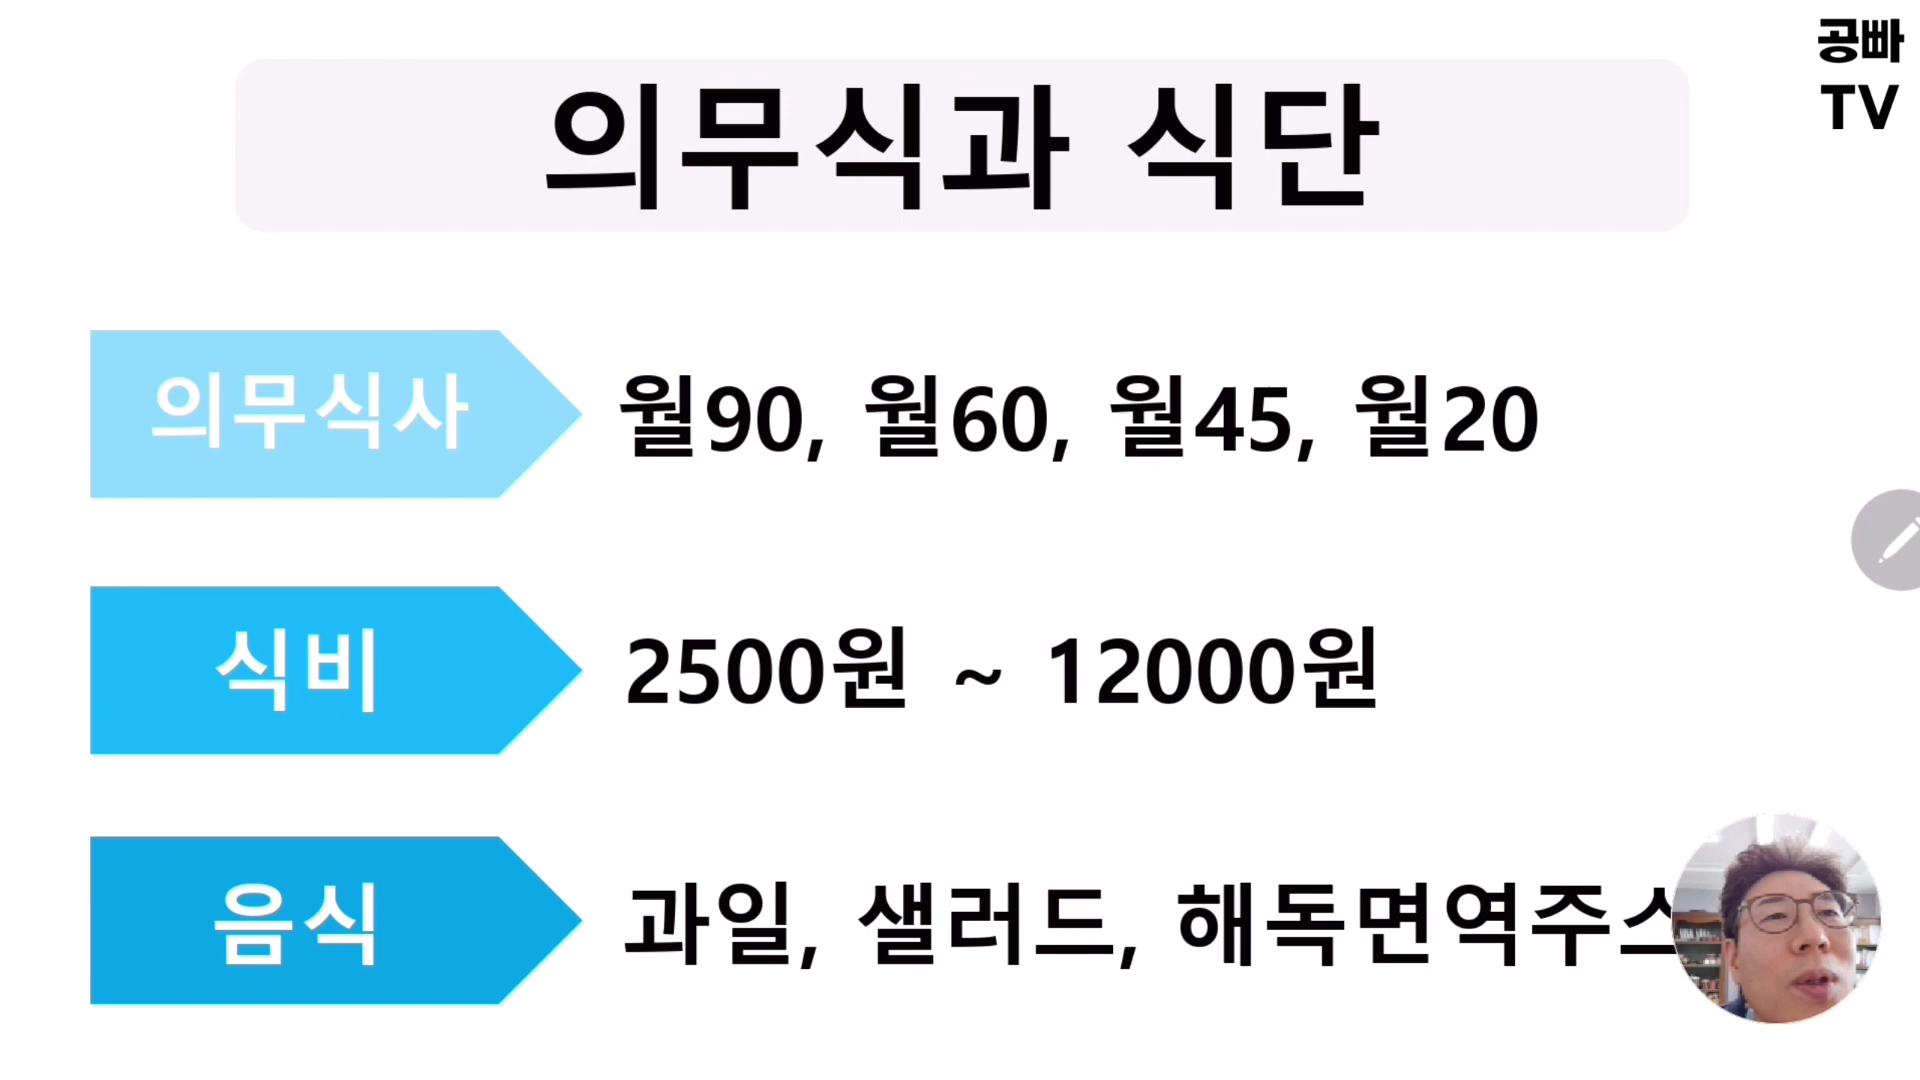 공빠
TV
의무식과 식단
의무식사
월90, 월60, 월45, 월20
식비
2500원 ~ 12000원
음식
과일, 샐러드, 해독면역주스